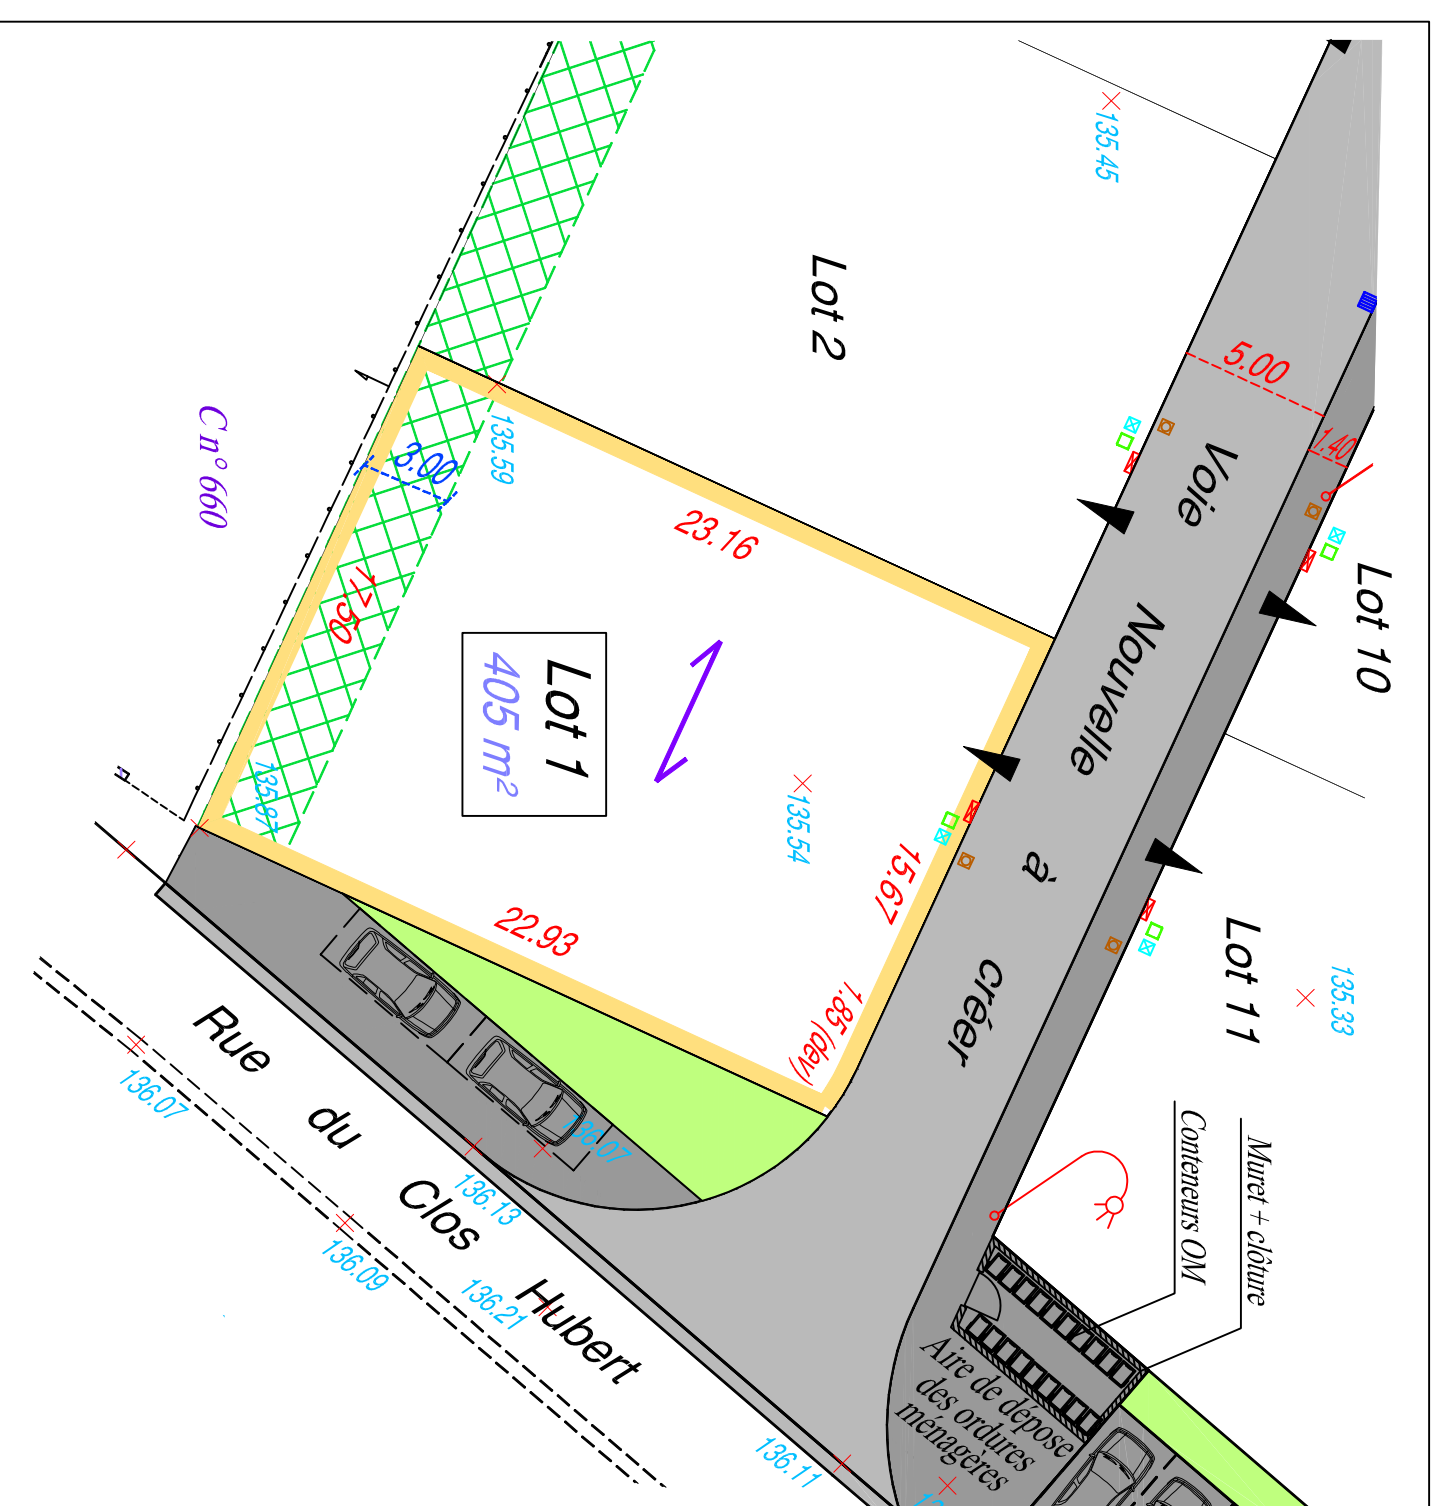 135.45
Lot 2
5.00
1.40
135.59
3.00
C n° 660
23.16
Lot 10
17.50
Lot 1
405 m²
135.54
135.87
15.67
22.93
1.85 (dev)
Voie Nouvelle à créer
Lot 11
135.33
Rue du Clos Hubert
136.07
136.07
136.13
136.09
136.21
136.11
Muret + clôture
Conteneurs OM
Aire de dépose
des ordures
ménagères